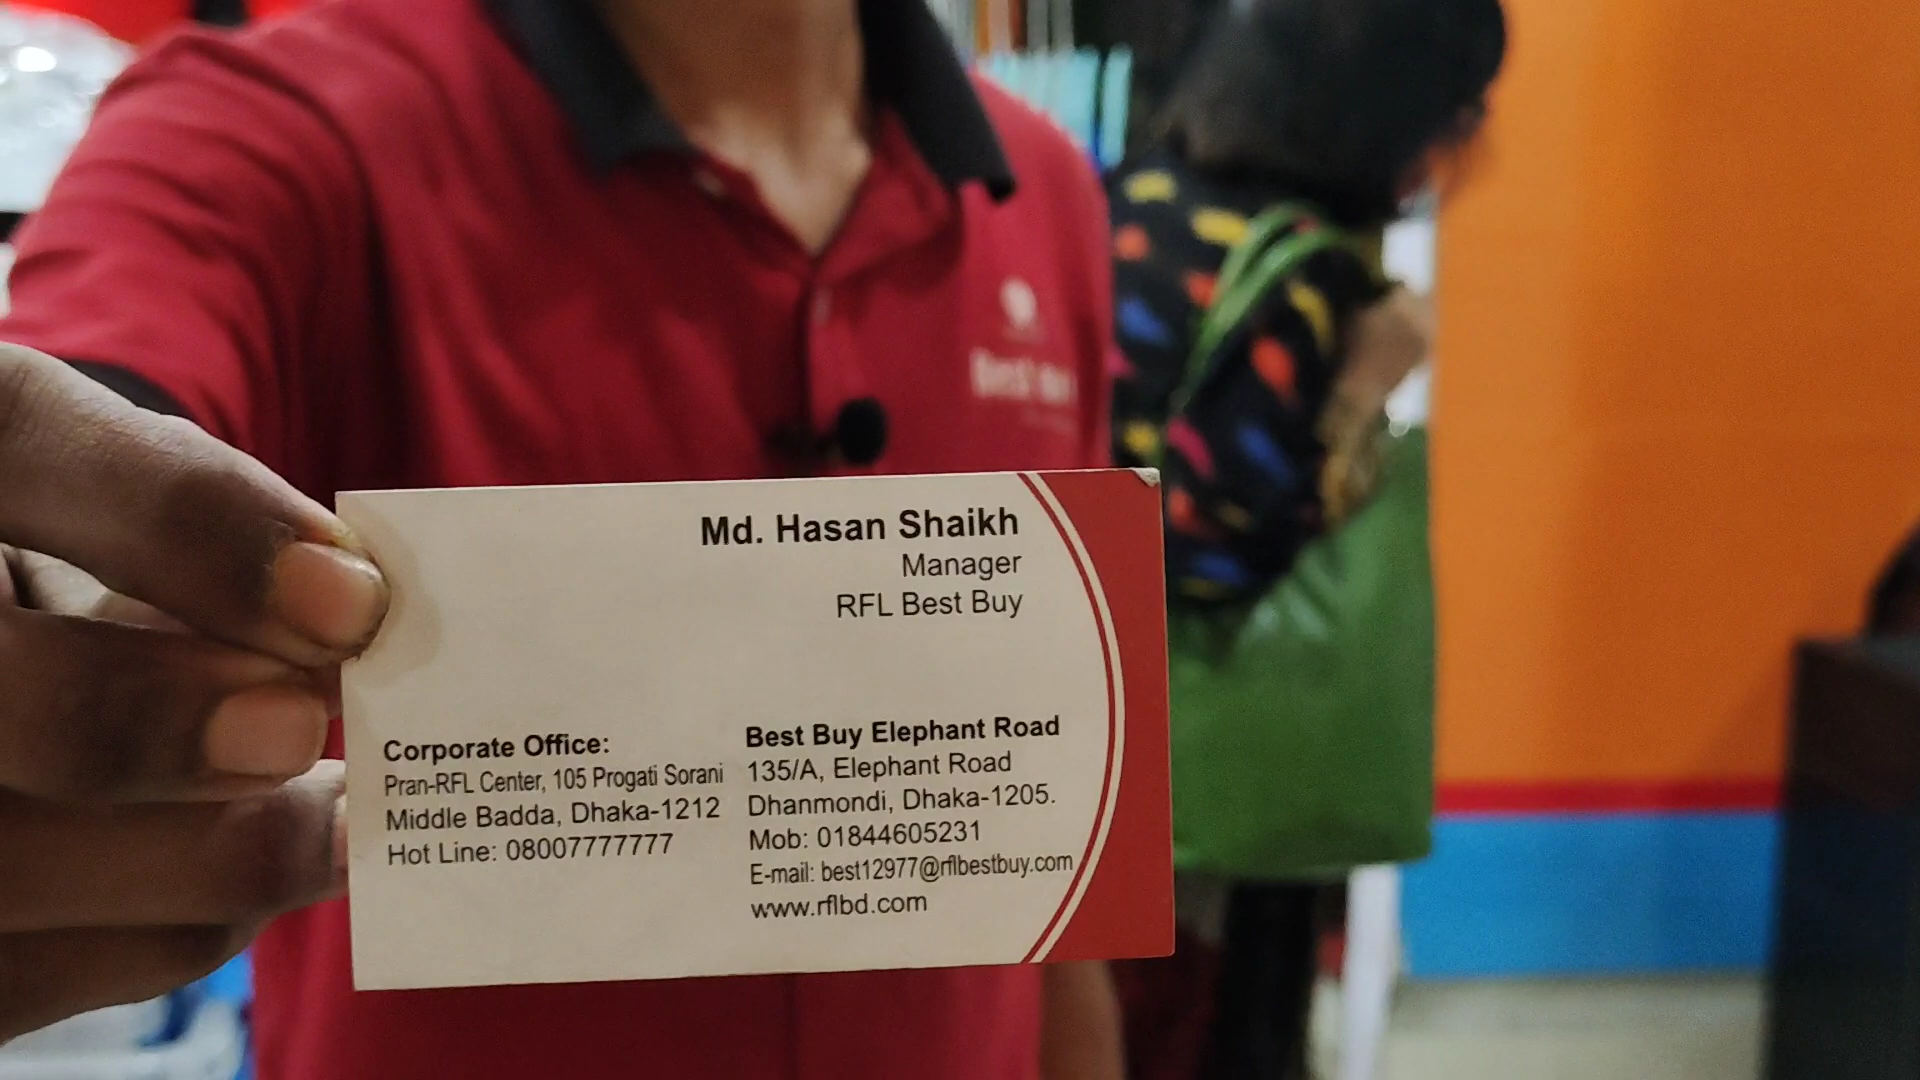 Best
Md. Hasan Shaikh
Manager
RFL Best Buy
Corporate Office:
Pran-RFL Center, 105 Progati Sorani
Middle Badda, Dhaka-1212
Hot Line: 08007777777
Best Buy Elephant Road
135/A, Elephant Road
Dhanmondi, Dhaka-1205.
Mob: 01844605231
E-mail: best12977@rflbestbuy.com
www.rflbd.com